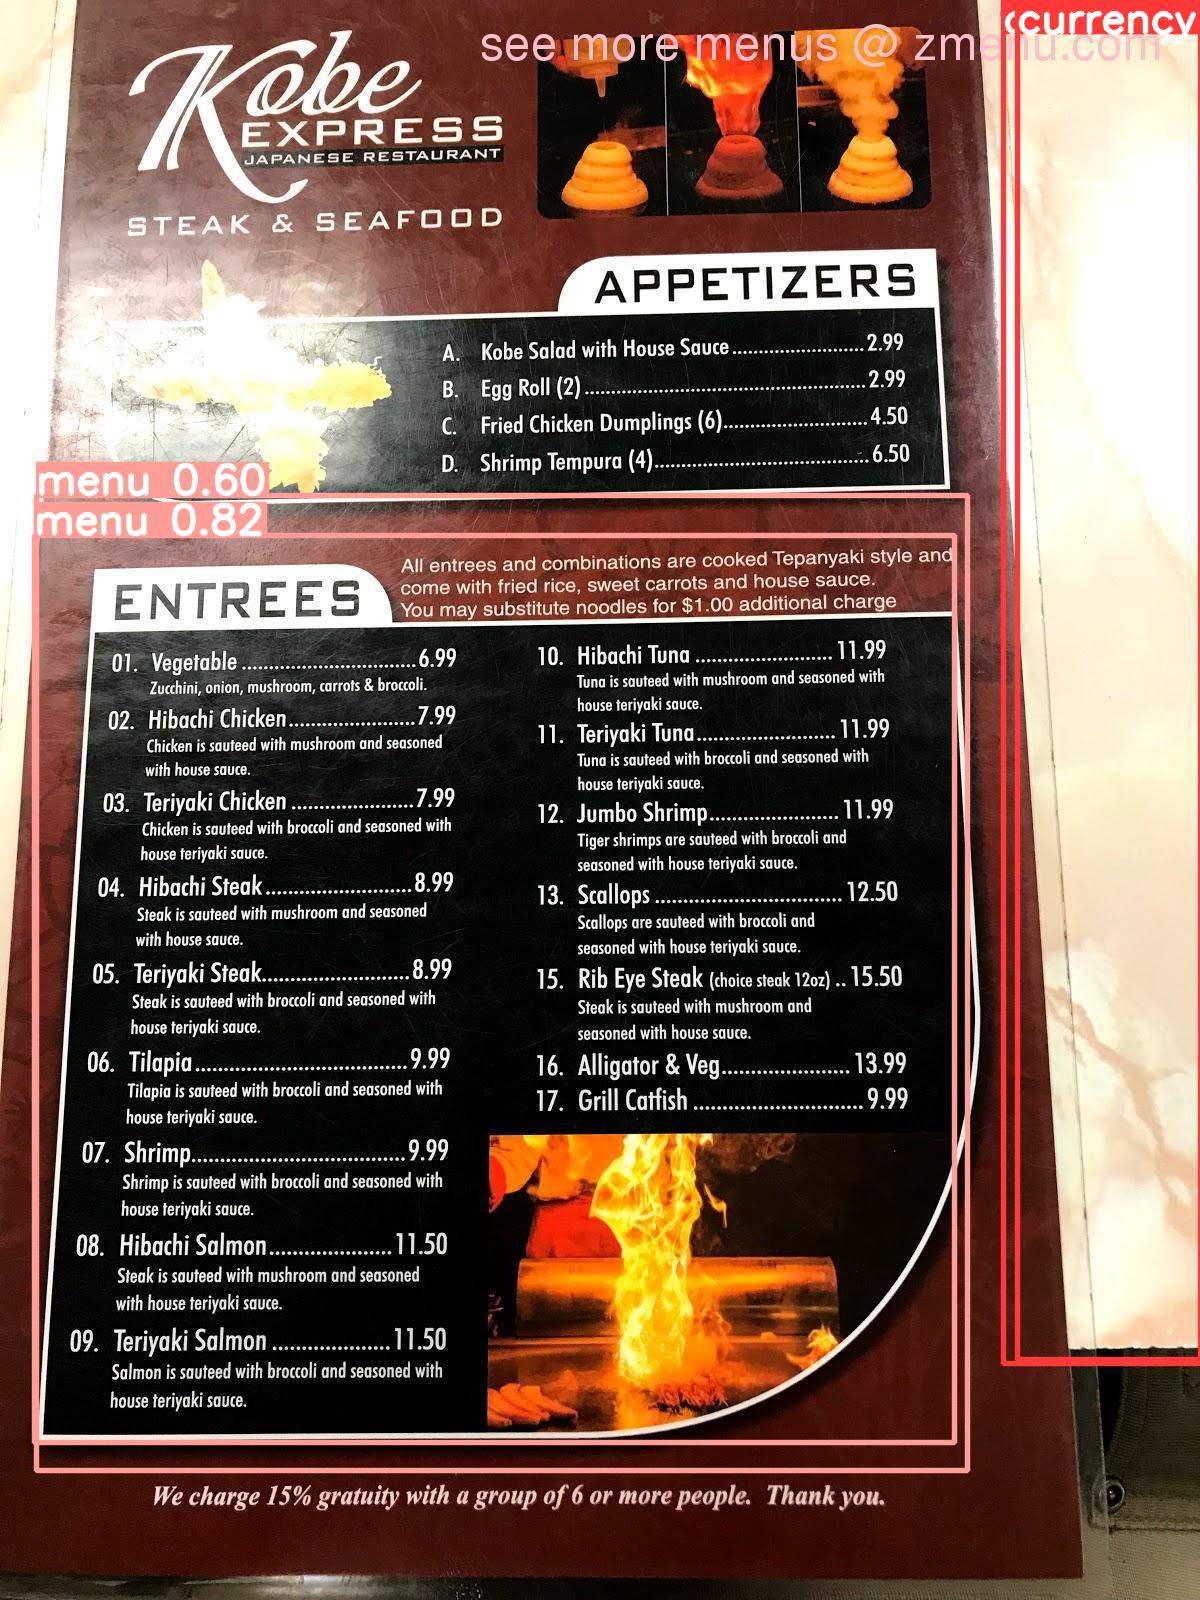 see more menus @ zmenu.com
currency
Kobe
EXPRESS
JAPANESE RESTAURANT
STEAK & SEAFOOD
APPETIZERS
A. Kobe Salad with House Sauce..........................2.99
B. Egg Roll (2)......................................................2.99
C. Fried Chicken Dumplings (6)...........................4.50
D. Shrimp Tempura (4)........................................6.50
menu 0.60
menu 0.82
ENTREES
All entrees and combinations are cooked Tepanyaki style and
come with fried rice, sweet carrots and house sauce.
You may substitute noodles for $1.00 additional charge
01. Vegetable .................................6.99
Zucchini, onion, mushroom, carrots & broccoli.
02. Hibachi Chicken........................7.99
Chicken is sauteed with mushroom and seasoned
with house sauce.
03. Teriyaki Chicken .......................7.99
Chicken is sauteed with broccoli and seasoned with
house teriyaki sauce.
04. Hibachi Steak...........................8.99
Steak is sauteed with mushroom and seasoned
with house sauce.
05. Teriyaki Steak...........................8.99
Steak is sauteed with broccoli and seasoned with
house teriyaki sauce.
06. Tilapia.......................................9.99
Tilapia is sauteed with broccoli and seasoned with
house teriyaki sauce.
07. Shrimp.......................................9.99
Shrimp is sauteed with broccoli and seasoned with
house teriyaki sauce.
08. Hibachi Salmon......................11.50
Steak is sauteed with mushroom and seasoned
with house teriyaki sauce.
09. Teriyaki Salmon .....................11.50
Salmon is sauteed with broccoli and seasoned with
house teriyaki sauce.
10. Hibachi Tuna ..........................11.99
Tuna is sauteed with mushroom and seasoned with
house teriyaki sauce.
11. Teriyaki Tuna..........................11.99
Tuna is sauteed with broccoli and seasoned with
house teriyaki sauce.
12. Jumbo Shrimp........................11.99
Tiger shrimps are sauteed with broccoli and
seasoned with house teriyaki sauce.
13. Scallops ..................................12.50
Scallops are sauteed with broccoli and
seasoned with house teriyaki sauce.
15. Rib Eye Steak (choice steak 12oz) ..15.50
Steak is sauteed with mushroom and
seasoned with house sauce.
16. Alligator & Veg.......................13.99
17. Grill Catfish ..............................9.99
We charge 15% gratuity with a group of 6 or more people. Thank you.